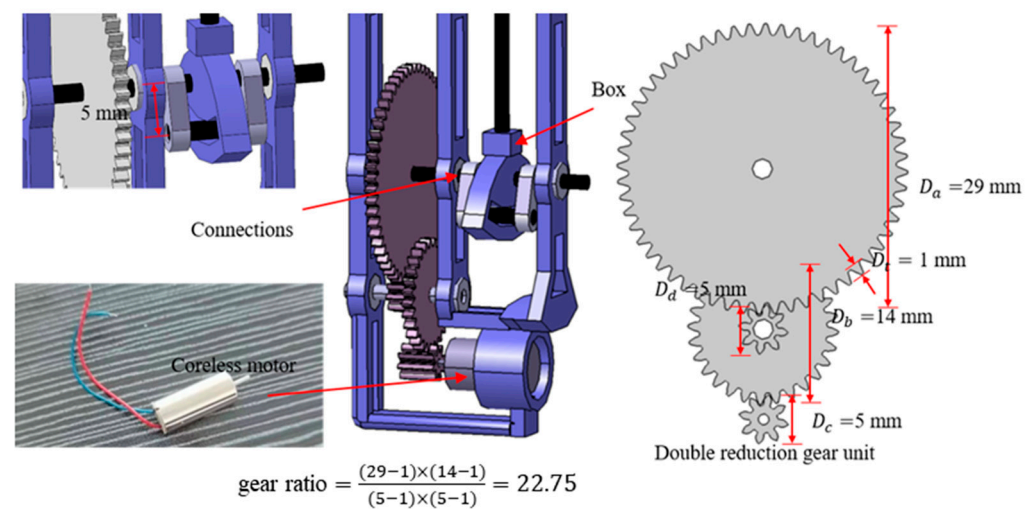 5 mm
Box
Connections
Coreless motor
D_a =29 mm
D_t = 1 mm
D_d =5 mm
D_b =14 mm
D_c =5 mm
Double reduction gear unit
gear ratio = (29−1)×(14−1)/(5−1)×(5−1) = 22.75